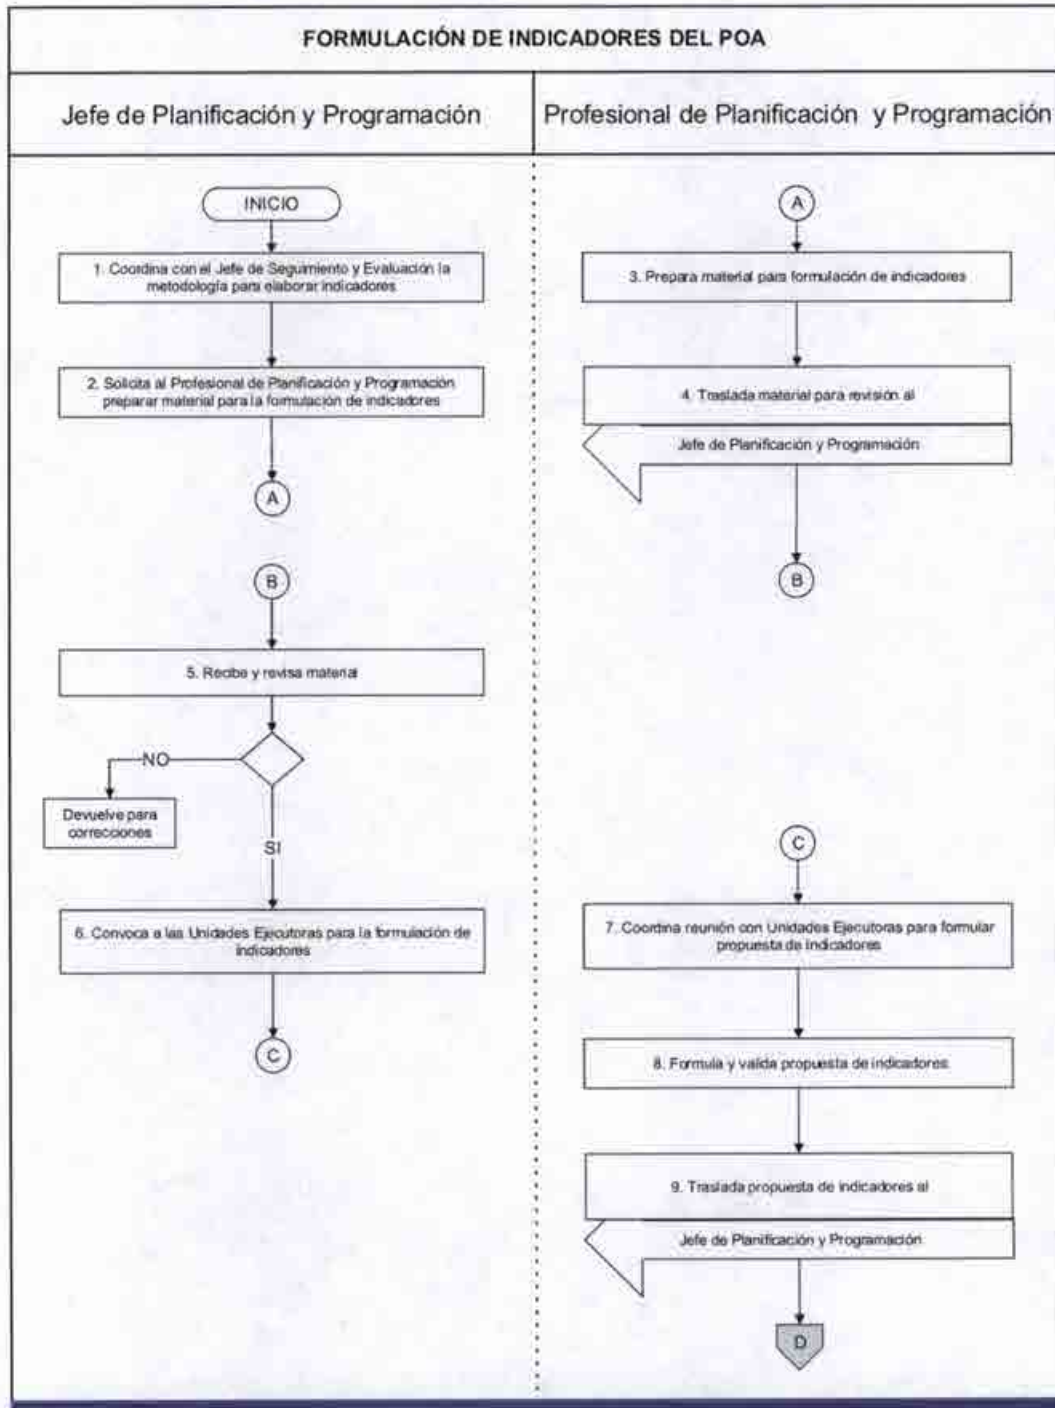 FORMULACIÓN DE INDICADORES DEL POA
Jefe de Planificación y Programación
Profesional de Planificación y Programación
INICIO
1. Coordina con el Jefe de Seguimiento y Evaluación la
metodología para elaborar indicadores
2. Solicita al Profesional de Planificación y Programación
preparar material para la formulación de indicadores
A
B
5. Recibe y revisa material
NO
Devuelve para
correcciones
SI
6. Convoca a las Unidades Ejecutoras para la formulación de
indicadores
C
A
3. Prepara material para formulación de indicadores
4. Traslada material para revisión al
Jefe de Planificación y Programación
B
C
7. Coordina reunión con Unidades Ejecutoras para formular
propuesta de indicadores
8. Formula y valida propuesta de indicadores
9. Traslada propuesta de indicadores al
Jefe de Planificación y Programación
D